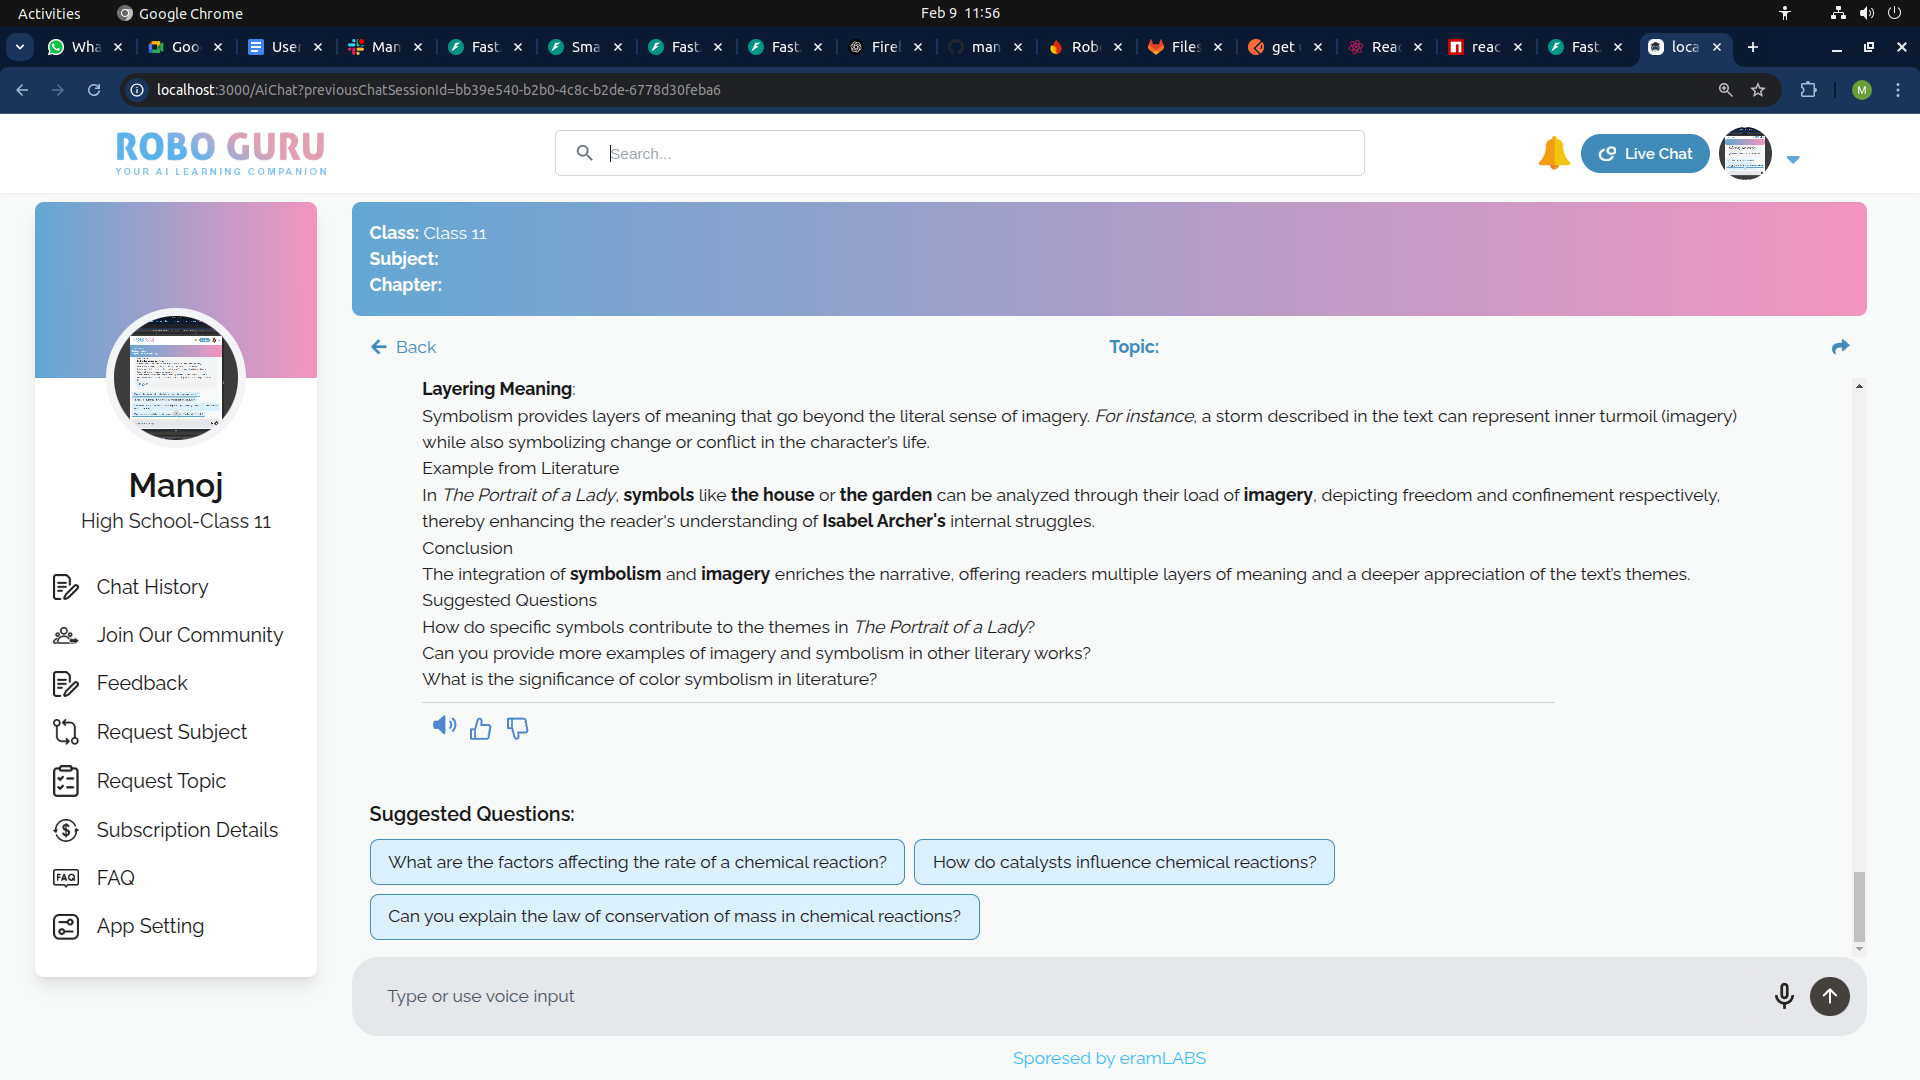 Activities Google Chrome Feb 9 11:56
Wha Goo User Man Fast Sma Fast Fast Firel man Rob Files get Reac reac Fast loca
localhost:3000/AiChat?previousChatSessionId=bb39e540-b2b0-4c8c-b2de-6778d30feba6 M
ROBO GURU
YOUR AI LEARNING COMPANION
Search...
Live Chat
Class: Class 11
Subject:
Chapter:
Back
Topic:
Manoj
High School-Class 11
Chat History
Join Our Community
Feedback
Request Subject
Request Topic
Subscription Details
FAQ FAQ
App Setting
Layering Meaning:
Symbolism provides layers of meaning that go beyond the literal sense of imagery. For instance, a storm described in the text can represent inner turmoil (imagery)
while also symbolizing change or conflict in the character's life.
Example from Literature
In The Portrait of a Lady, symbols like the house or the garden can be analyzed through their load of imagery, depicting freedom and confinement respectively,
thereby enhancing the reader's understanding of Isabel Archer's internal struggles.
Conclusion
The integration of symbolism and imagery enriches the narrative, offering readers multiple layers of meaning and a deeper appreciation of the text's themes.
Suggested Questions
How do specific symbols contribute to the themes in The Portrait of a Lady?
Can you provide more examples of imagery and symbolism in other literary works?
What is the significance of color symbolism in literature?
Suggested Questions:
What are the factors affecting the rate of a chemical reaction?
How do catalysts influence chemical reactions?
Can you explain the law of conservation of mass in chemical reactions?
Type or use voice input
Sporesed by eramLABS